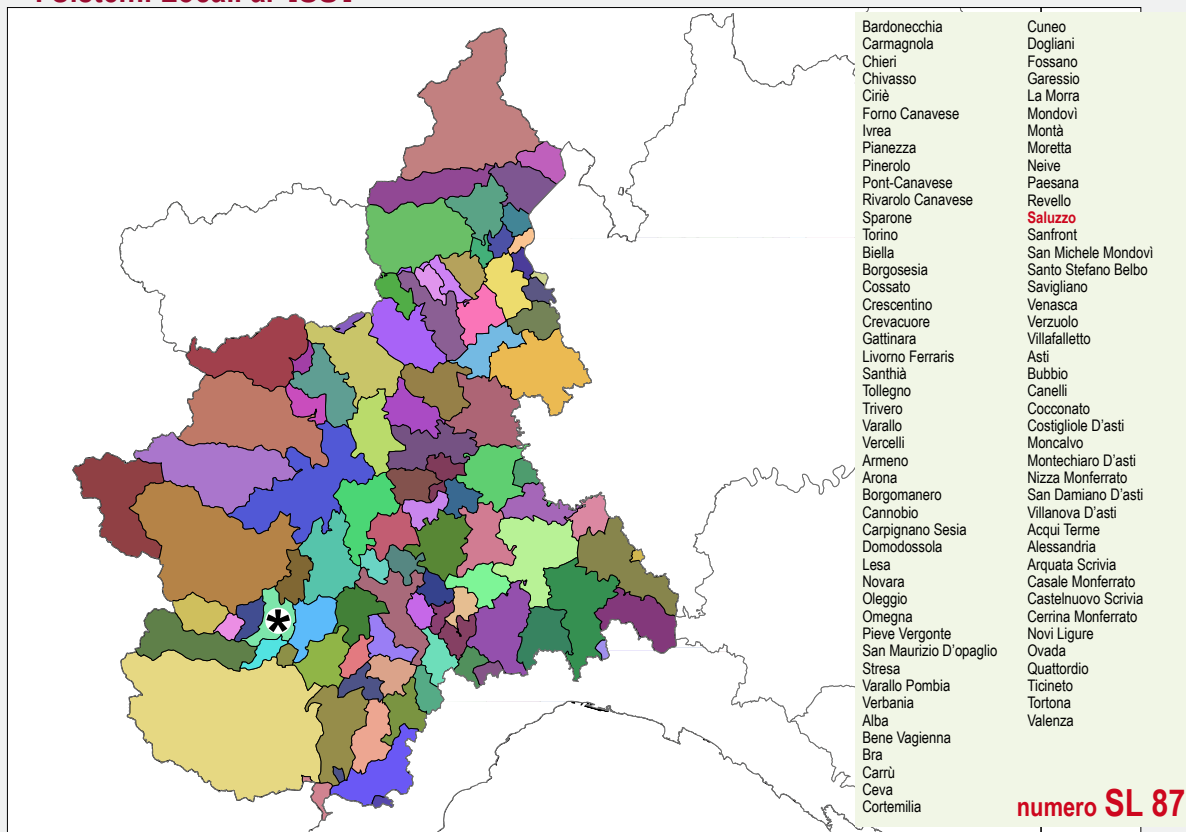 Bardonecchia
Carmagnola
Chieri
Chivasso
Ciriè
Forno Canavese
Ivrea
Pianezza
Pinerolo
Pont-Canavese
Rivarolo Canavese
Sparone
Torino
Biella
Borgosesia
Cossato
Crescentino
Crevacuore
Gattinara
Livorno Ferraris
Santhià
Tollegno
Trivero
Varallo
Vercelli
Armeno
Arona
Borgomanero
Cannobio
Carpignano Sesia
Domodossola
Lesa
Novara
Oleggio
Omegna
Pieve Vergonte
San Maurizio D'opaglio
Stresa
Varallo Pombia
Verbania
Alba
Bene Vagienna
Bra
Carrù
Ceva
Cortemilia
Cuneo
Dogliani
Fossano
Garessio
La Morra
Mondovì
Montà
Moretta
Neive
Paesana
Revello
Saluzzo
Sanfront
San Michele Mondovì
Santo Stefano Belbo
Savigliano
Venasca
Verzuolo
Villafalletto
Asti
Bubbio
Canelli
Cocconato
Costigliole D'asti
Moncalvo
Montechiaro D'asti
Nizza Monferrato
San Damiano D'asti
Villanova D'asti
Acqui Terme
Alessandria
Arquata Scrivia
Casale Monferrato
Castelnuovo Scrivia
Cerrina Monferrato
Novi Ligure
Ovada
Quattordio
Ticineto
Tortona
Valenza
*
numero SL 87